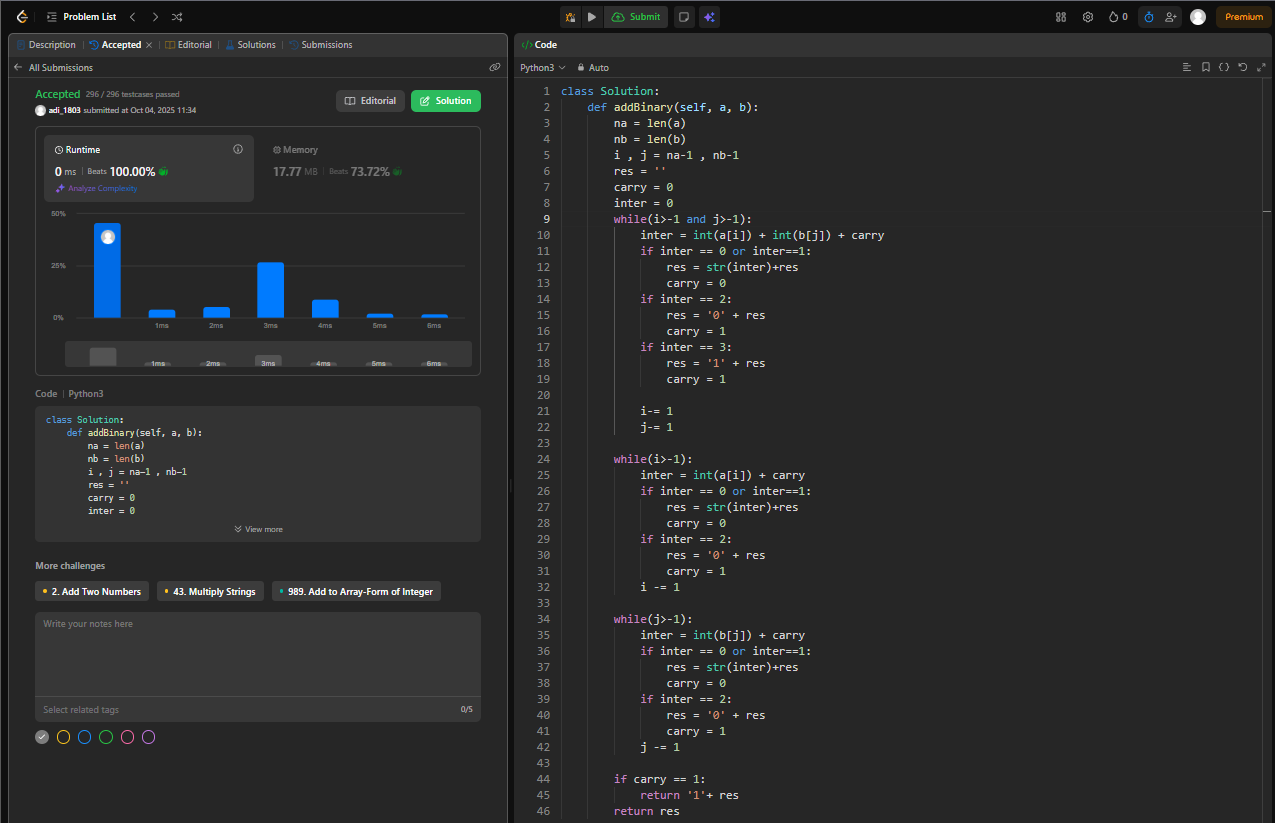 Problem List
Submit
0
Premium
Description
Accepted
Editorial
Solutions
Submissions
All Submissions
Accepted 296 / 296 testcases passed
adi_1803 submitted at Oct 04, 2025 11:34
Editorial
Solution
Runtime
0 ms | Beats 100.00%
Analyze Complexity
Memory
17.77 MB | Beats 73.72%
50%
25%
0%
1ms 2ms 3ms 4ms 5ms 6ms
1ms 2ms 3ms 4ms 5ms 6ms
Code | Python3
class Solution:
    def addBinary(self, a, b):
        na = len(a)
        nb = len(b)
        i , j = na-1 , nb-1
        res = ''
        carry = 0
        inter = 0
View more
More challenges
2. Add Two Numbers
43. Multiply Strings
989. Add to Array-Form of Integer
Write your notes here
Select related tags
0/5
</> Code
Python3
Auto
1 class Solution:
2     def addBinary(self, a, b):
3         na = len(a)
4         nb = len(b)
5         i , j = na-1 , nb-1
6         res = ''
7         carry = 0
8         inter = 0
9         while(i>-1 and j>-1):
10             inter = int(a[i]) + int(b[j]) + carry
11             if inter == 0 or inter==1:
12                 res = str(inter)+res
13                 carry = 0
14             if inter == 2:
15                 res = '0' + res
16                 carry = 1
17             if inter == 3:
18                 res = '1' + res
19                 carry = 1
20
21             i-= 1
22             j-= 1
23
24         while(i>-1):
25             inter = int(a[i]) + carry
26             if inter == 0 or inter==1:
27                 res = str(inter)+res
28                 carry = 0
29             if inter == 2:
30                 res = '0' + res
31                 carry = 1
32             i -= 1
33
34         while(j>-1):
35             inter = int(b[j]) + carry
36             if inter == 0 or inter==1:
37                 res = str(inter)+res
38                 carry = 0
39             if inter == 2:
40                 res = '0' + res
41                 carry = 1
42             j -= 1
43
44         if carry == 1:
45             return '1'+ res
46         return res